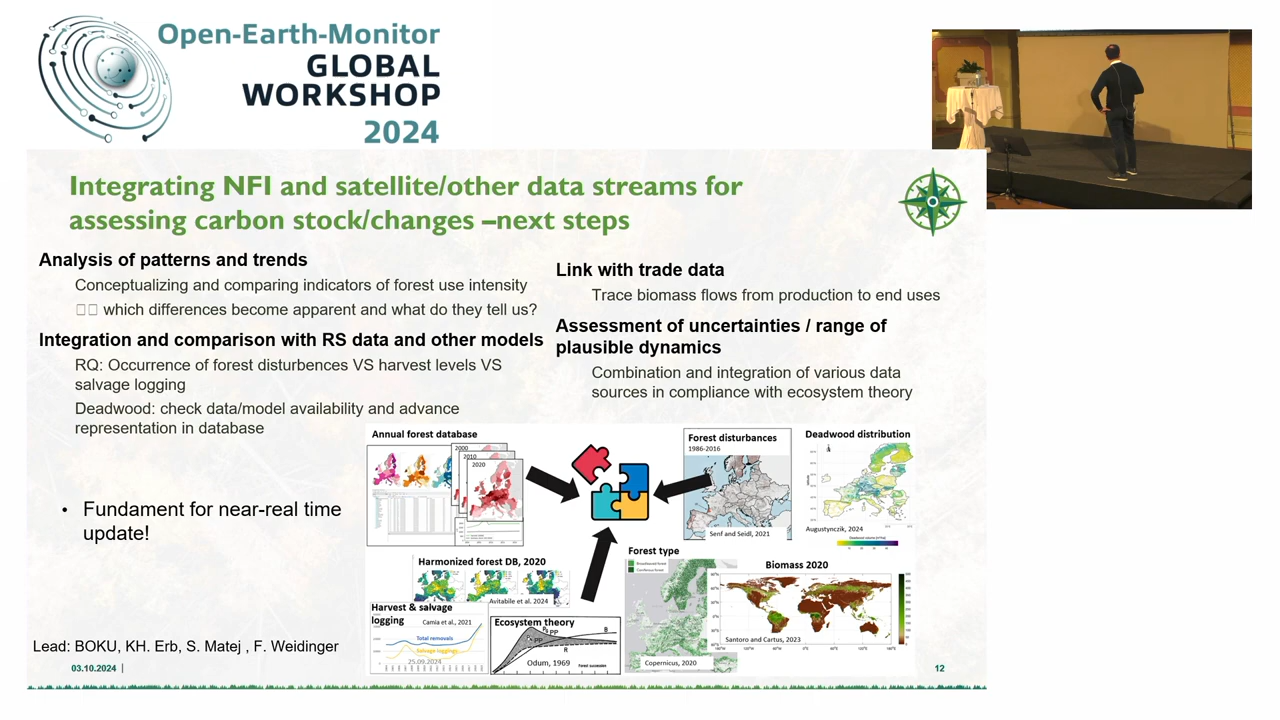 Open-Earth-Monitor
GLOBAL
WORKSHOP
2024
Integrating NFI and satellite/other data streams for
assessing carbon stock/changes –next steps
Analysis of patterns and trends
Conceptualizing and comparing indicators of forest use intensity
which differences become apparent and what do they tell us?
Integration and comparison with RS data and other models
RQ: Occurrence of forest disturbences VS harvest levels VS
salvage logging
Deadwood: check data/model availability and advance
representation in database
Link with trade data
Trace biomass flows from production to end uses
Assessment of uncertainties / range of
plausible dynamics
Combination and integration of various data
sources in compliance with ecosystem theory
• Fundament for near-real time
update!
Annual forest database
2000
2010
2020
Forest disturbances
1986-2016
Senf and Seidl, 2021
Deadwood distribution
Augustynczik, 2024
Harmonized forest DB, 2020
Avitabile et al. 2024
Forest type
Copernicus, 2020
Biomass 2020
Santoro and Cartus, 2023
Harvest & salvage
logging
Camia et al., 2021
Total removals
Salvage loggings
25.09.2024
Ecosystem theory
B
R
Odum, 1969
Forest succession
Lead: BOKU, KH. Erb, S. Matej , F. Weidinger
03.10.2024 |
12